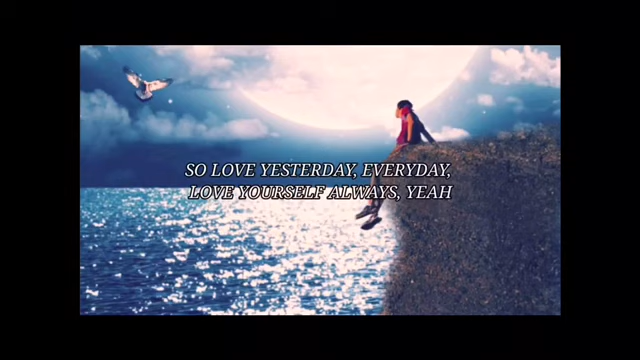 SO LOVE YESTERDAY, EVERYDAY,
LOVE YOURSELF ALWAYS, YEAH